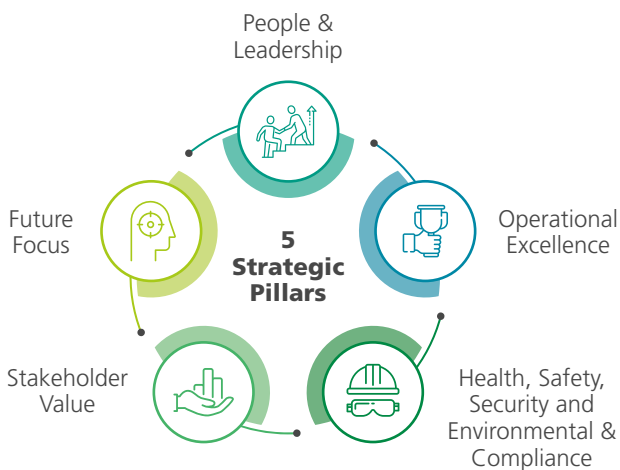 People &
Leadership
Future
Focus
5
Strategic
Pillars
Operational
Excellence
Stakeholder
Value
Health, Safety,
Security and
Environmental &
Compliance